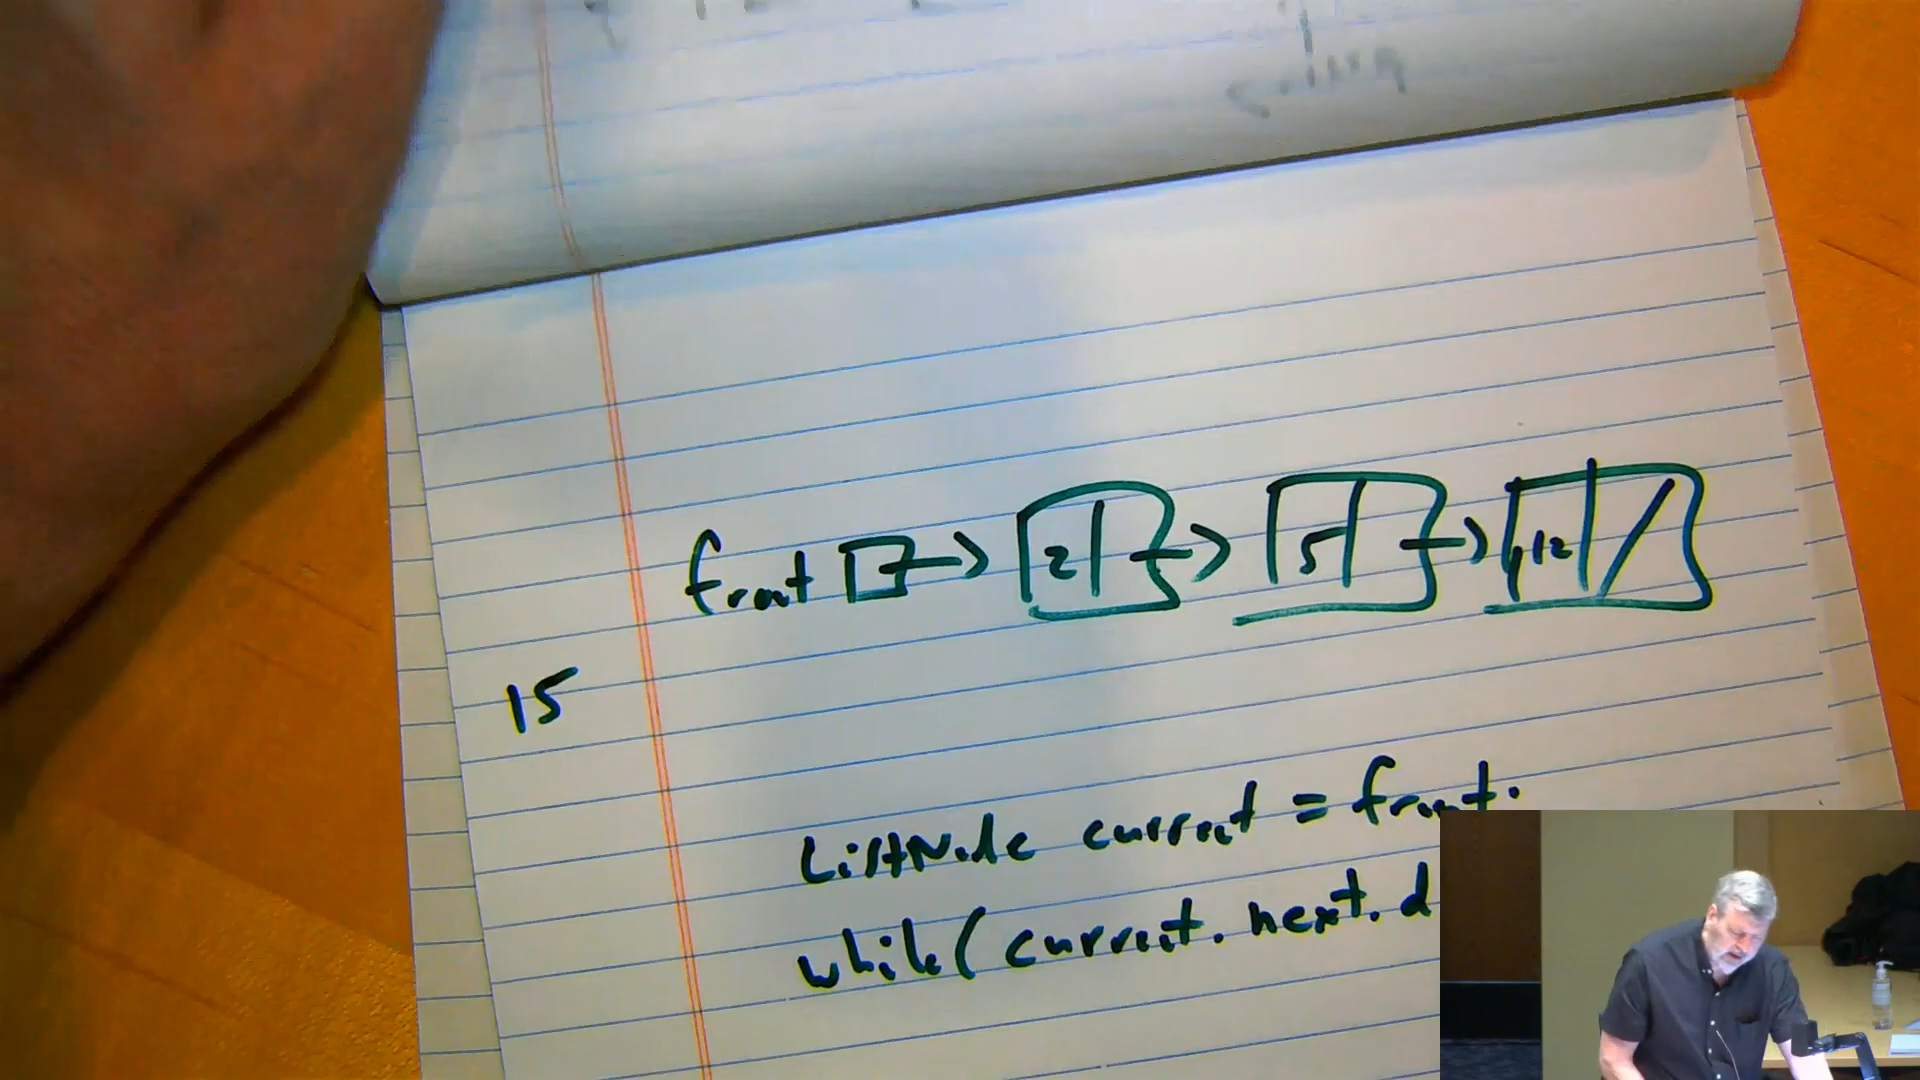 front 2 5 12
15
ListNode current = front.
while( current. next. d